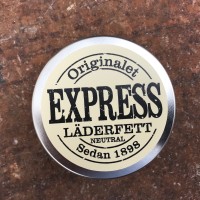 Originalet
EXPRESS
LÄDERFETT
NEUTRAL
Sedan 1898